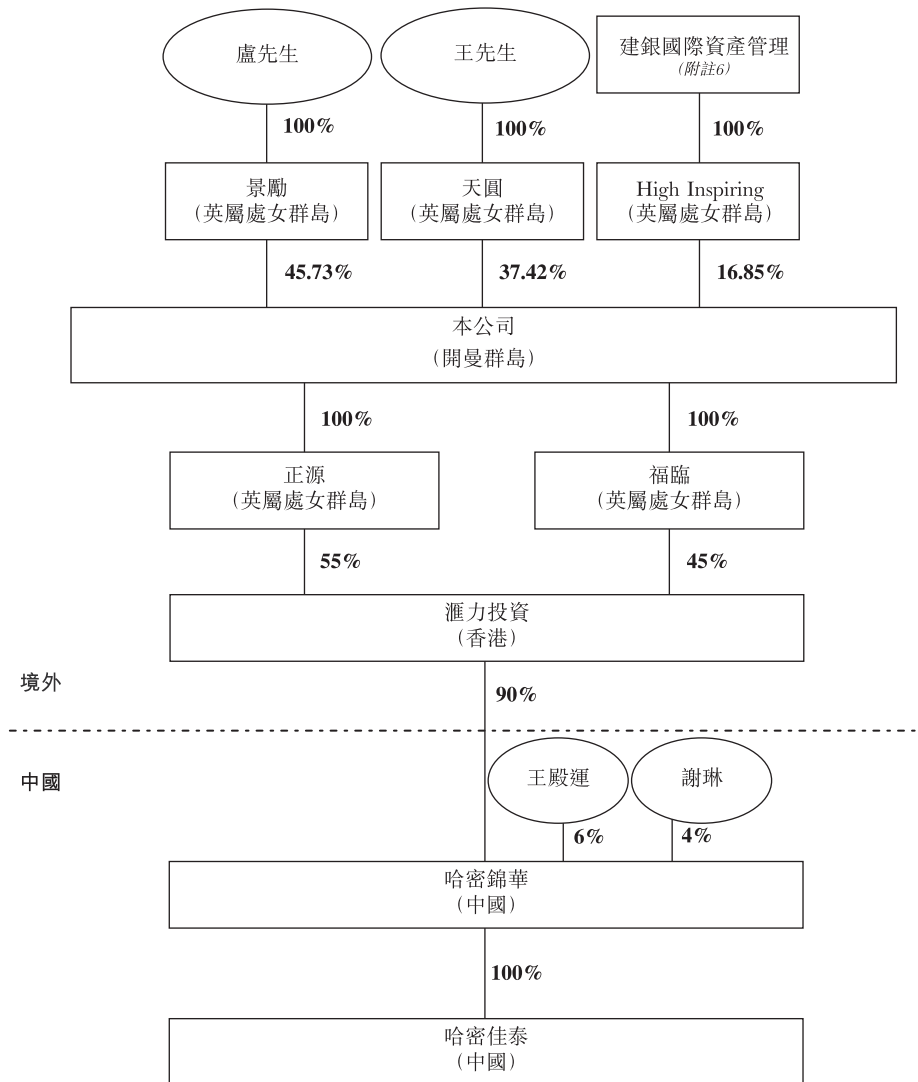 盧先生
王先生
建銀國際資產管理
(附註6)
100%
100%
100%
景勵
（英屬處女群島）
天圓
（英屬處女群島）
High Inspiring
（英屬處女群島）
45.73%
37.42%
16.85%
本公司
（開曼群島）
100%
100%
正源
（英屬處女群島）
福臨
（英屬處女群島）
55%
45%
滙力投資
（香港）
境外
90%
中國
王殿運
謝琳
6%
4%
哈密錦華
（中國）
100%
哈密佳泰
（中國）